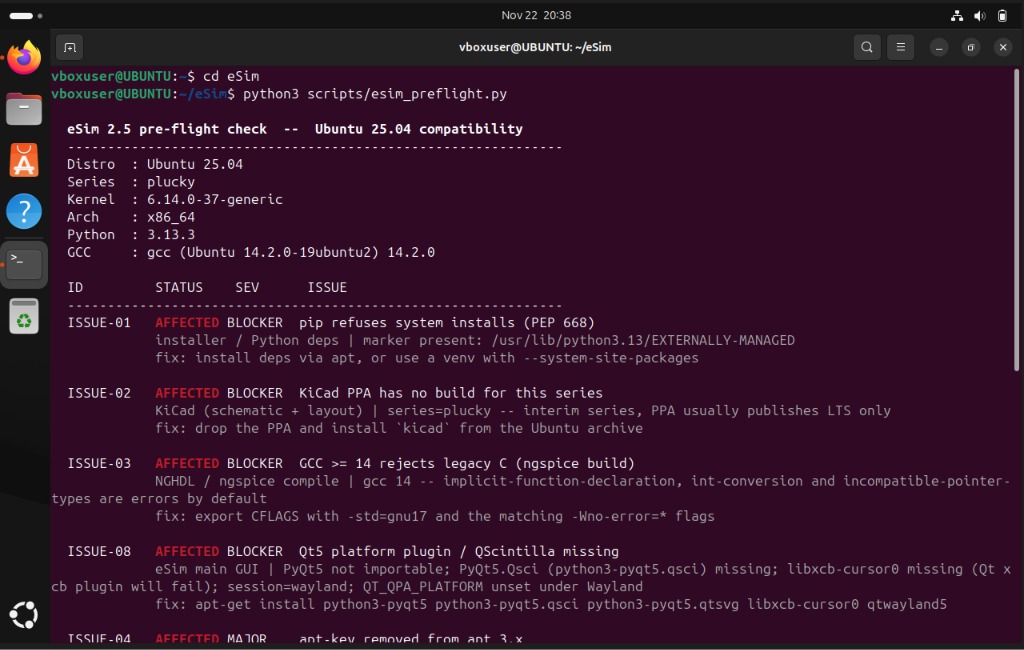 Nov 22 20:38
vboxuser@UBUNTU: ~/eSim
vboxuser@UBUNTU:~$ cd eSim
vboxuser@UBUNTU:~/eSim$ python3 scripts/esim_preflight.py
eSim 2.5 pre-flight check -- Ubuntu 25.04 compatibility
--------------------------------------------------------------
Distro : Ubuntu 25.04
Series : plucky
Kernel : 6.14.0-37-generic
Arch : x86_64
Python : 3.13.3
GCC : gcc (Ubuntu 14.2.0-19ubuntu2) 14.2.0
ID STATUS SEV ISSUE
--------------------------------------------------------------
ISSUE-01 AFFECTED BLOCKER pip refuses system installs (PEP 668)
installer / Python deps | marker present: /usr/lib/python3.13/EXTERNALLY-MANAGED
fix: install deps via apt, or use a venv with --system-site-packages
ISSUE-02 AFFECTED BLOCKER KiCad PPA has no build for this series
KiCad (schematic + layout) | series=plucky -- interim series, PPA usually publishes LTS only
fix: drop the PPA and install `kicad` from the Ubuntu archive
ISSUE-03 AFFECTED BLOCKER GCC >= 14 rejects legacy C (ngspice build)
NGHDL / ngspice compile | gcc 14 -- implicit-function-declaration, int-conversion and incompatible-pointer-
types are errors by default
fix: export CFLAGS with -std=gnu17 and the matching -Wno-error=* flags
ISSUE-08 AFFECTED BLOCKER Qt5 platform plugin / QScintilla missing
eSim main GUI | PyQt5 not importable; PyQt5.Qsci (python3-pyqt5.qsci) missing; libxcb-cursor0 missing (Qt x
cb plugin will fail); session=wayland; QT_QPA_PLATFORM unset under Wayland
fix: apt-get install python3-pyqt5 python3-pyqt5.qsci python3-pyqt5.qtsvg libxcb-cursor0 qtwayland5
ISSUE-04 AFFECTED MAJOR apt-key removed from apt 3.x